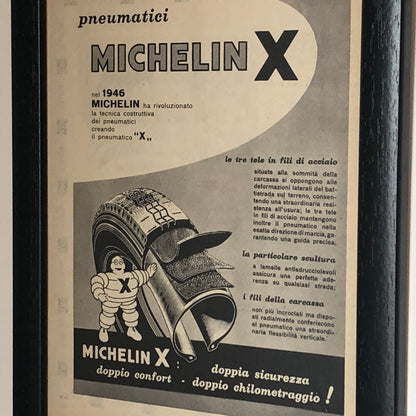 pneumatici
MICHELIN X
nel 1946
MICHELIN ha rivoluzionato
la tecnica costruttiva
dei pneumatici
creando
il pneumatico "X„
le tre tele in fili di acciaio
situate alla sommità della
carcassa si oppongono alle
deformazioni laterali del bat-
tistrada sul terreno, consen-
tendo una straordinaria resi-
stenza all'usura; le tre tele
in fili di acciaio mantengono
inoltre il pneumatico nella
esatta direzione di marcia, ga-
rantendo una guida precisa.
la particolare scultura
a lamelle antisdrucciolevoli
assicura una perfetta ade-
renza su qualsiasi strada;
i fili della carcassa
non più incrociati ma dispo-
sti radialmente conferiscono
al pneumatico una straordi-
naria flessibilità verticale.
X
MICHELIN X :
doppia sicurezza
doppio confort - doppio chilometraggio !